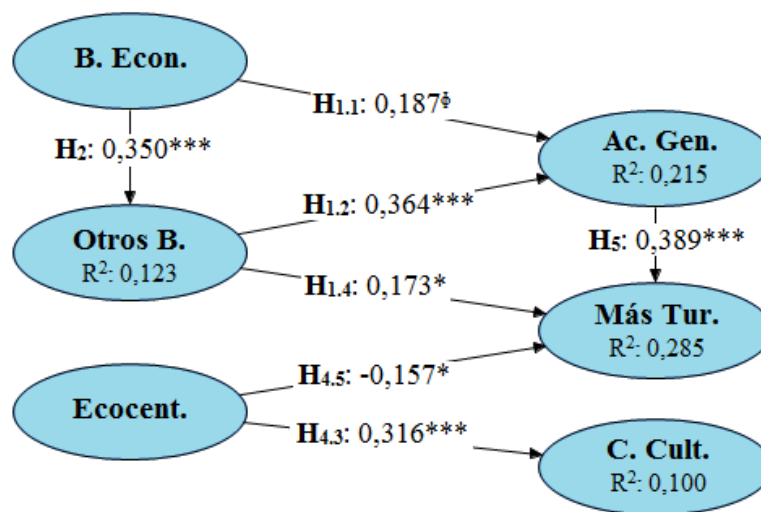 B. Econ.
H1.1: 0,187ɸ
Ac. Gen.
R²: 0,215
H2: 0,350***
H1.2: 0,364***
Otros B.
R²: 0,123
H5: 0,389***
H1.4: 0,173*
Más Tur.
R²: 0,285
H4.5: -0,157*
Ecocent.
H4.3: 0,316***
C. Cult.
R²: 0,100